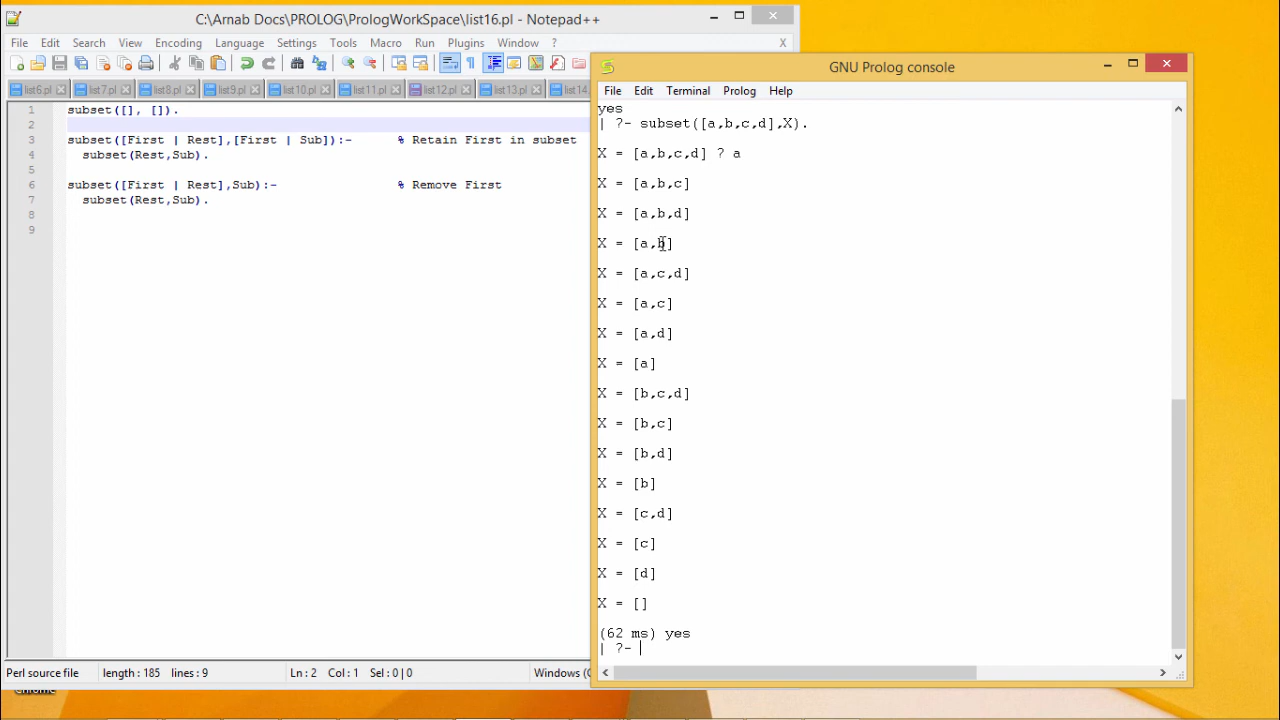 C:\Arnab Docs\PROLOG\PrologWorkSpace\list16.pl - Notepad++
File Edit Search View Encoding Language Settings Tools Macro Run Plugins Window ? X
list6.pl list7.pl list8.pl list9.pl list10.pl list11.pl list12.pl list13.pl list14
1 subset([], []).
2
3 subset([First | Rest],[First | Sub]):- % Retain First in subset
4 subset(Rest,Sub).
5
6 subset([First | Rest],Sub):- % Remove First
7 subset(Rest,Sub).
8
9
Perl source file length : 185 lines : 9 Ln : 2 Col : 1 Sel : 0 | 0 Windows (
GNU Prolog console
File Edit Terminal Prolog Help
yes
| ?- subset([a,b,c,d],X).
X = [a,b,c,d] ? a
X = [a,b,c]
X = [a,b,d]
X = [a,b]
X = [a,c,d]
X = [a,c]
X = [a,d]
X = [a]
X = [b,c,d]
X = [b,c]
X = [b,d]
X = [b]
X = [c,d]
X = [c]
X = [d]
X = []
(62 ms) yes
| ?-
Chrome